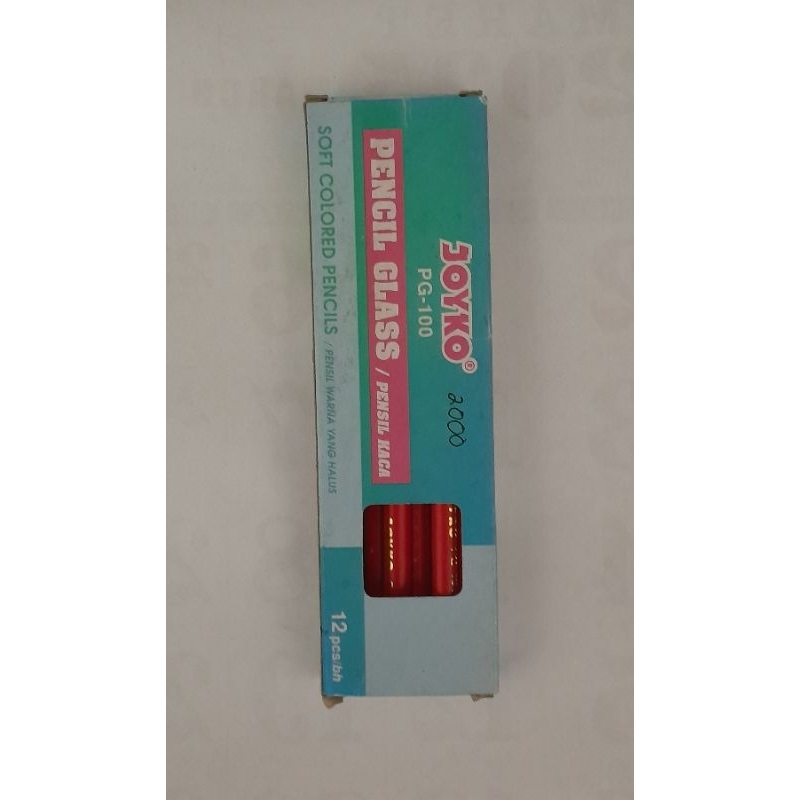 JOYKO®
PG-100
2000
PENCIL GLASS / PENSIL KACA
SOFT COLORED PENCILS / PENSIL WARNA YANG HALUS
12 pcs/bh